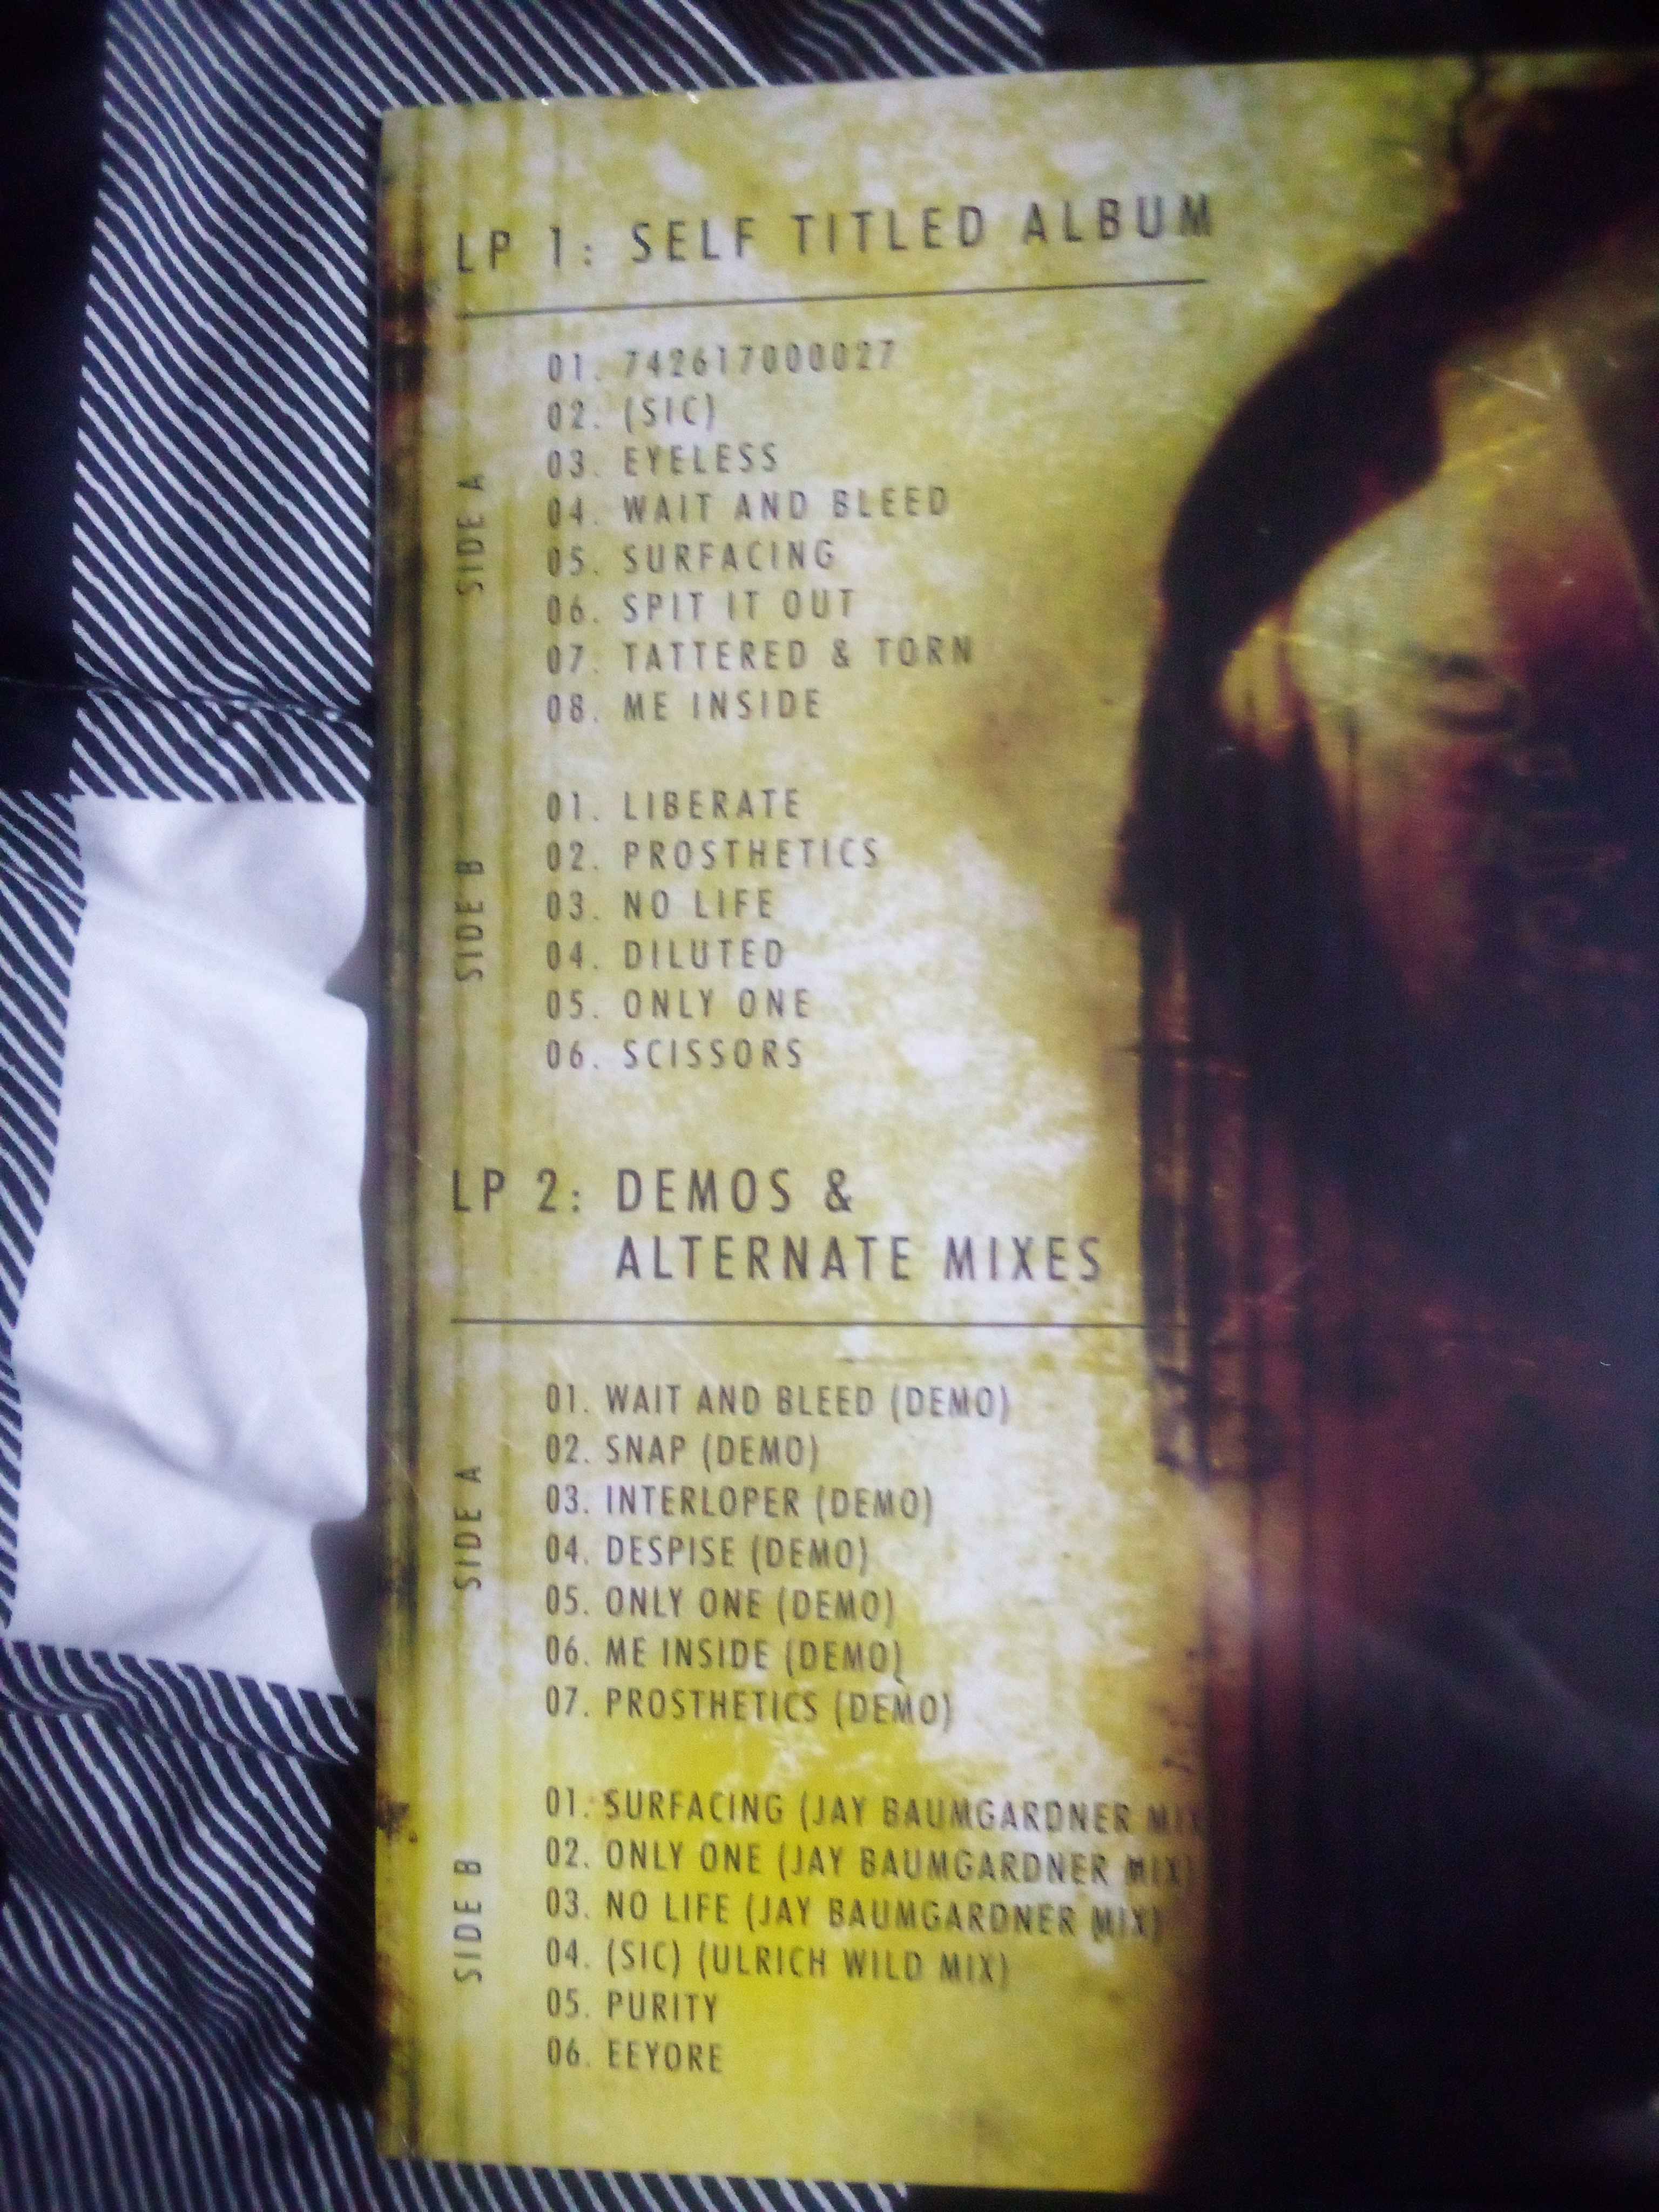 LP 1: SELF TITLED ALBUM
SIDE A
01. 742617000027
02. (SIC)
03. EYELESS
04. WAIT AND BLEED
05. SURFACING
06. SPIT IT OUT
07. TATTERED & TORN
08. ME INSIDE
SIDE B
01. LIBERATE
02. PROSTHETICS
03. NO LIFE
04. DILUTED
05. ONLY ONE
06. SCISSORS
LP 2: DEMOS &
ALTERNATE MIXES
SIDE A
01. WAIT AND BLEED (DEMO)
02. SNAP (DEMO)
03. INTERLOPER (DEMO)
04. DESPISE (DEMO)
05. ONLY ONE (DEMO)
06. ME INSIDE (DEMO)
07. PROSTHETICS (DEMO)
SIDE B
01. SURFACING (JAY BAUMGARDNER MIX
02. ONLY ONE (JAY BAUMGARDNER MIX)
03. NO LIFE (JAY BAUMGARDNER MIX)
04. (SIC) (ULRICH WILD MIX)
05. PURITY
06. EEYORE